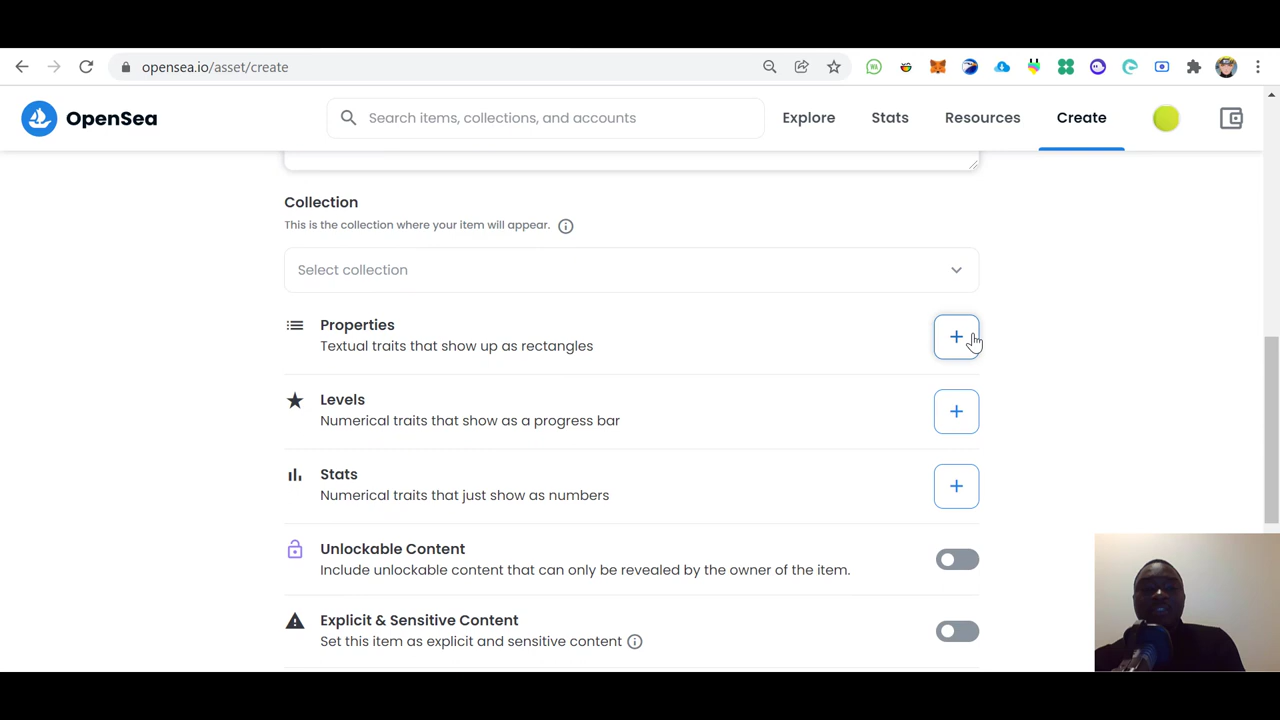 opensea.io/asset/create
OpenSea
Search items, collections, and accounts
Explore
Stats
Resources
Create
Collection
This is the collection where your item will appear.
Select collection
Properties
Textual traits that show up as rectangles
Levels
Numerical traits that show as a progress bar
Stats
Numerical traits that just show as numbers
Unlockable Content
Include unlockable content that can only be revealed by the owner of the item.
Explicit & Sensitive Content
Set this item as explicit and sensitive content